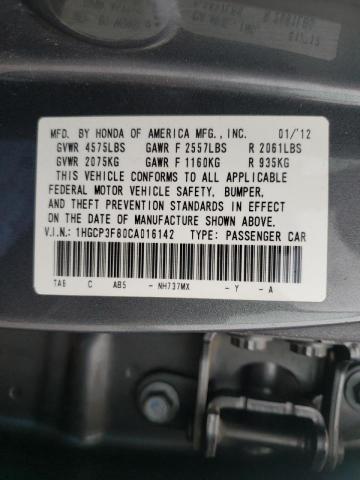 MFD. BY HONDA OF AMERICA MFG., INC. 01/'12
GVWR 4575LBS GAWR F 2557LBS R 2061LBS
GVWR 2075KG GAWR F 1160KG R 935KG
THIS VEHICLE CONFORMS TO ALL APPLICABLE
FEDERAL MOTOR VEHICLE SAFETY, BUMPER,
AND THEFT PREVENTION STANDARDS IN EFFECT
ON THE DATE OF MANUFACTURE SHOWN ABOVE.
V.I.N.: 1HGCP3F80CA016142 TYPE: PASSENGER CAR
TA6 C AB5 - NH737MX - Y - A